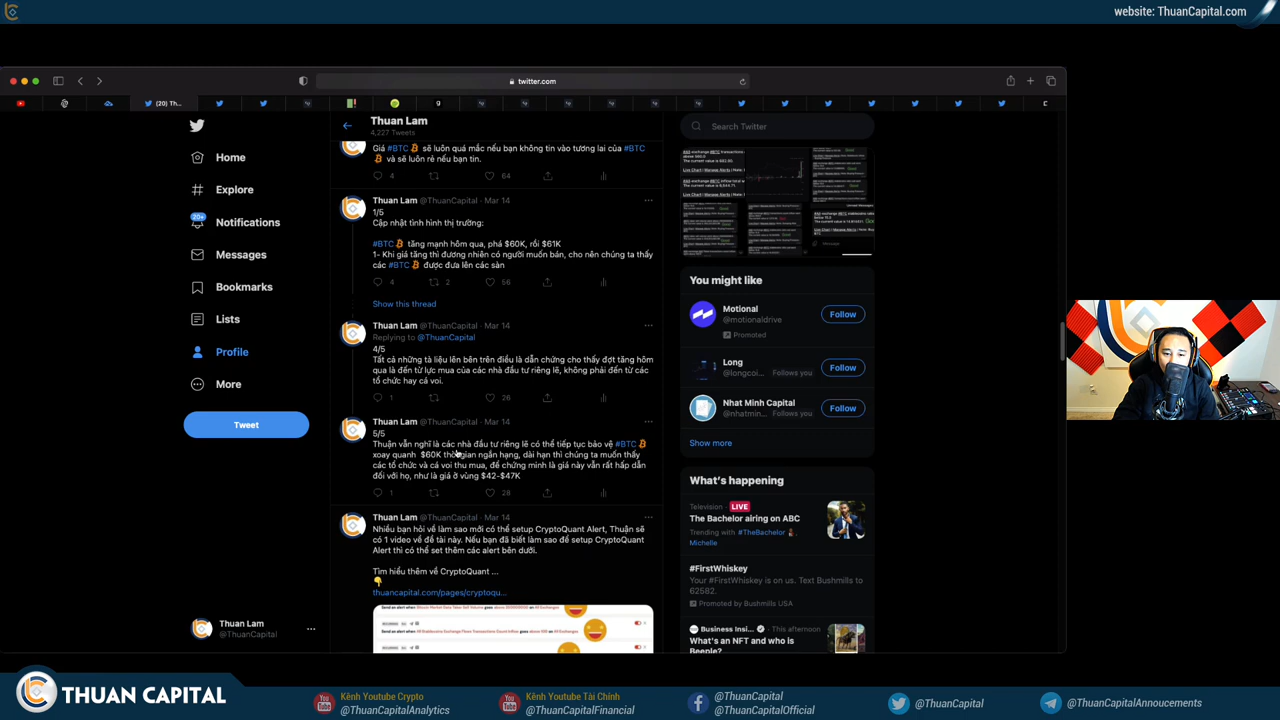 website: ThuanCapital.com
twitter.com
(20) Th...
Thuan Lam
4,227 Tweets
Search Twitter
Home
Explore
20+
Notifications
Messages
Bookmarks
Lists
Profile
More
Tweet
Thuan Lam
@ThuanCapital
Giá #BTC sẽ luôn quá mắc nếu bạn không tin vào tương lai của #BTC
và sẽ luôn rẻ nếu bạn tin.
4 64
Thuan Lam @ThuanCapital · Mar 14
1/5
Cập nhật tình hình thị trường:
#BTC tăng mạnh hôm qua, phá $60K, rồi $61K
1- Khi giá tăng thì đương nhiên có người muốn bán, cho nên chúng ta thấy
các #BTC được đưa lên các sàn
4 2 56
Show this thread
Thuan Lam @ThuanCapital · Mar 14
Replying to @ThuanCapital
4/5
Tất cả những tà liệu lên bên trên điều là dẫn chứng cho thấy đợt tăng hôm
qua là đến từ lực mua của các nhà đầu tư riêng lẽ, không phải đến từ các
tổ chức hay cá voi.
1 26
Thuan Lam @ThuanCapital · Mar 14
5/5
Thuận vẫn nghĩ là các nhà đầu tư riêng lẽ có thể tiếp tục bảo vệ #BTC
xoay quanh $60K thời gian ngắn hạng, dài hạn thì chúng ta muốn thấy
các tổ chức và cá voi thu mua, để chứng minh là giá này vẫn rất hấp dẫn
đối với họ, như là giá ở vùng $42-$47K
1 28
Thuan Lam @ThuanCapital · Mar 14
Nhiều bạn hỏi về làm sao mới có thể setup CryptoQuant Alert, Thuận sẽ
có 1 video về đề tài này. Nếu bạn đã biết làm sao để setup CryptoQuant
Alert thì có thể set thêm các alert bên dưới.
Tìm hiểu thêm về CryptoQuant ...
thuancapital.com/pages/cryptoqu...
You might like
Motional
@motionaldrive
Follow
Promoted
Long
@longcoi... Follows you
Follow
Nhat Minh Capital
@nhatmin... Follows you
Follow
Show more
What's happening
Television · LIVE
The Bachelor airing on ABC
Trending with #TheBachelor
Michelle
#FirstWhiskey
Your #FirstWhiskey is on us. Text Bushmills to
62582.
Promoted by Bushmills USA
Business Insi... · This afternoon
What's an NFT and who is
Beeple?
THUAN CAPITAL
Kênh Youtube Crypto
@ThuanCapitalAnalytics
Kênh Youtube Tài Chính
@ThuanCapitalFinancial
@ThuanCapital
@ThuanCapitalOfficial
@ThuanCapital
@ThuanCapitalAnnoucements